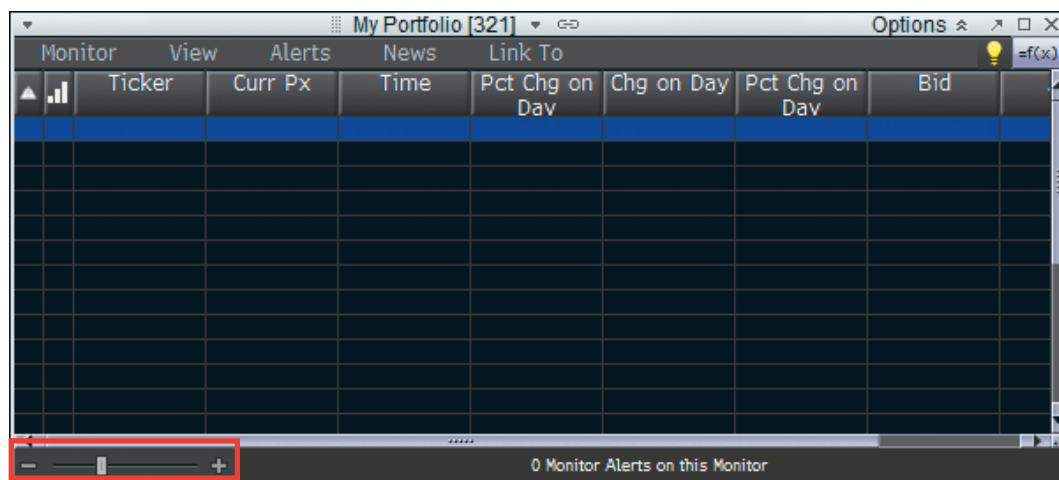 My Portfolio [321] Options
Monitor View Alerts News Link To =f(x)
Ticker Curr Px Time Pct Chg on Day Chg on Day Pct Chg on Day Bid
0 Monitor Alerts on this Monitor